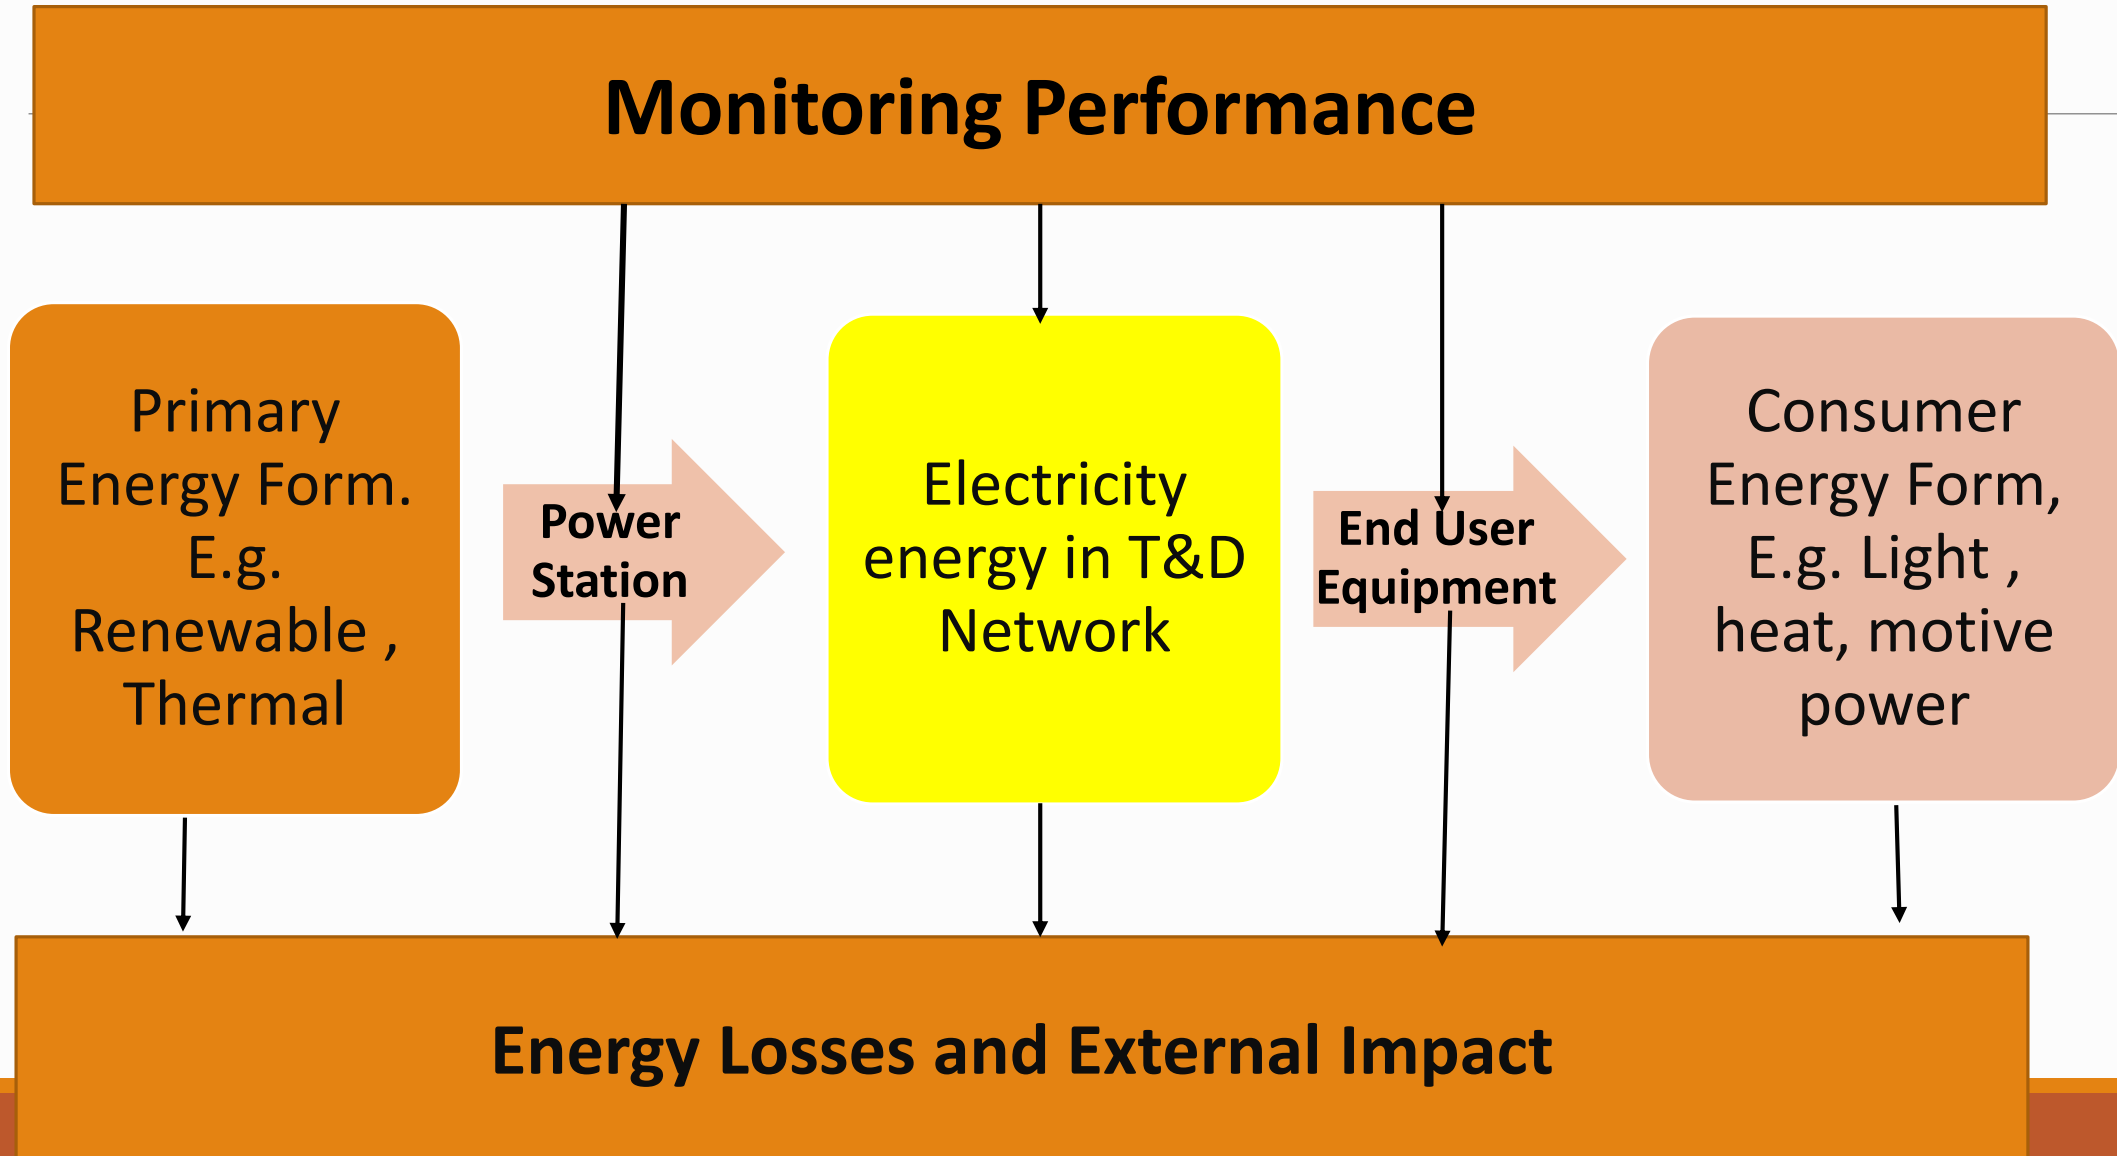 Monitoring Performance
Primary
Energy Form.
E.g.
Renewable ,
Thermal
Power
Station
Electricity
energy in T&D
Network
End User
Equipment
Consumer
Energy Form,
E.g. Light ,
heat, motive
power
Energy Losses and External Impact